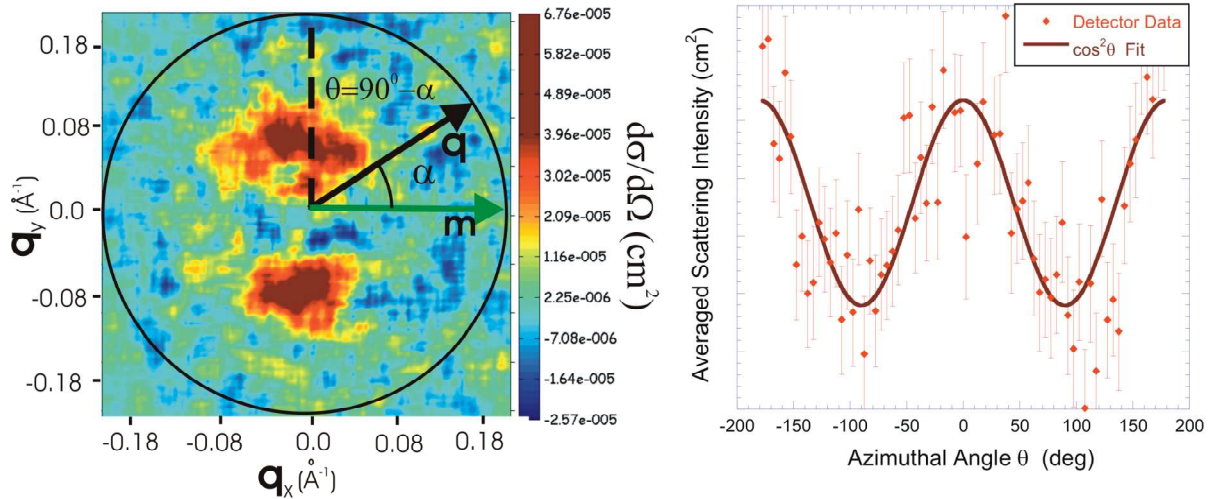 0.18
0.08
0.0
-0.08
-0.18
q_y (Å⁻¹)
-0.18 -0.08 0.0 0.08 0.18
q_x (Å⁻¹)
θ=90⁰-α
q
α
m
6.76e-005
5.82e-005
4.89e-005
3.96e-005
3.02e-005
2.09e-005
1.16e-005
2.25e-006
-7.08e-006
-1.64e-005
-2.57e-005
dσ/dΩ (cm²)
Averaged Scattering Intensity (cm²)
Detector Data
cos²θ Fit
-200 -150 -100 -50 0 50 100 150 200
Azimuthal Angle θ (deg)